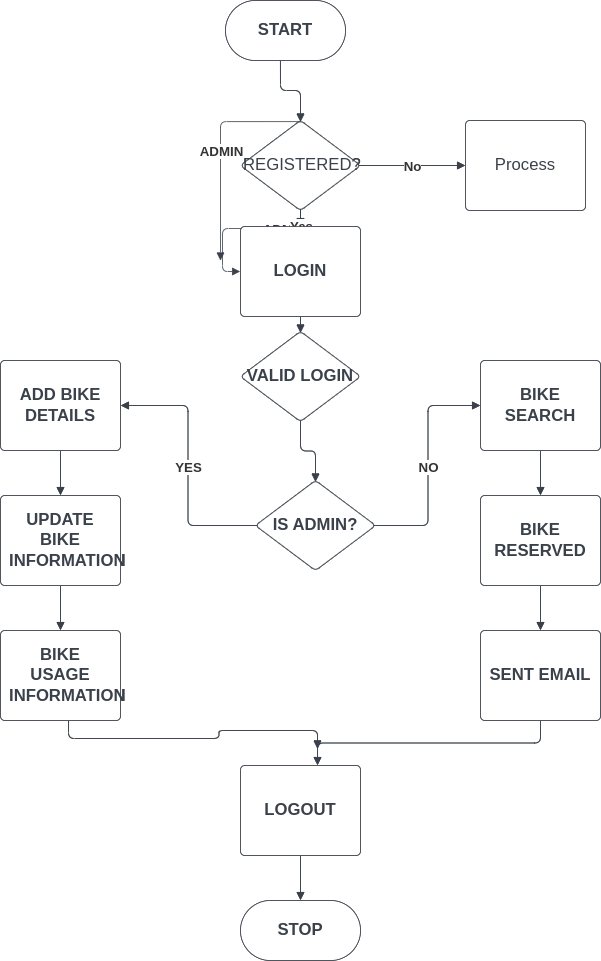 START
ADMIN
REGISTERED?
No
Process
Yes
LOGIN
VALID LOGIN
ADD BIKE
DETAILS
BIKE
SEARCH
YES
NO
UPDATE
BIKE
INFORMATION
IS ADMIN?
BIKE
RESERVED
BIKE
USAGE
INFORMATION
SENT EMAIL
LOGOUT
STOP